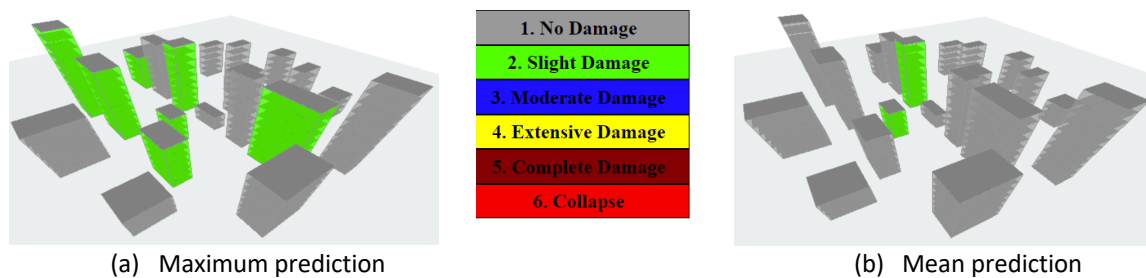 1. No Damage
2. Slight Damage
3. Moderate Damage
4. Extensive Damage
5. Complete Damage
6. Collapse
(a) Maximum prediction
(b) Mean prediction